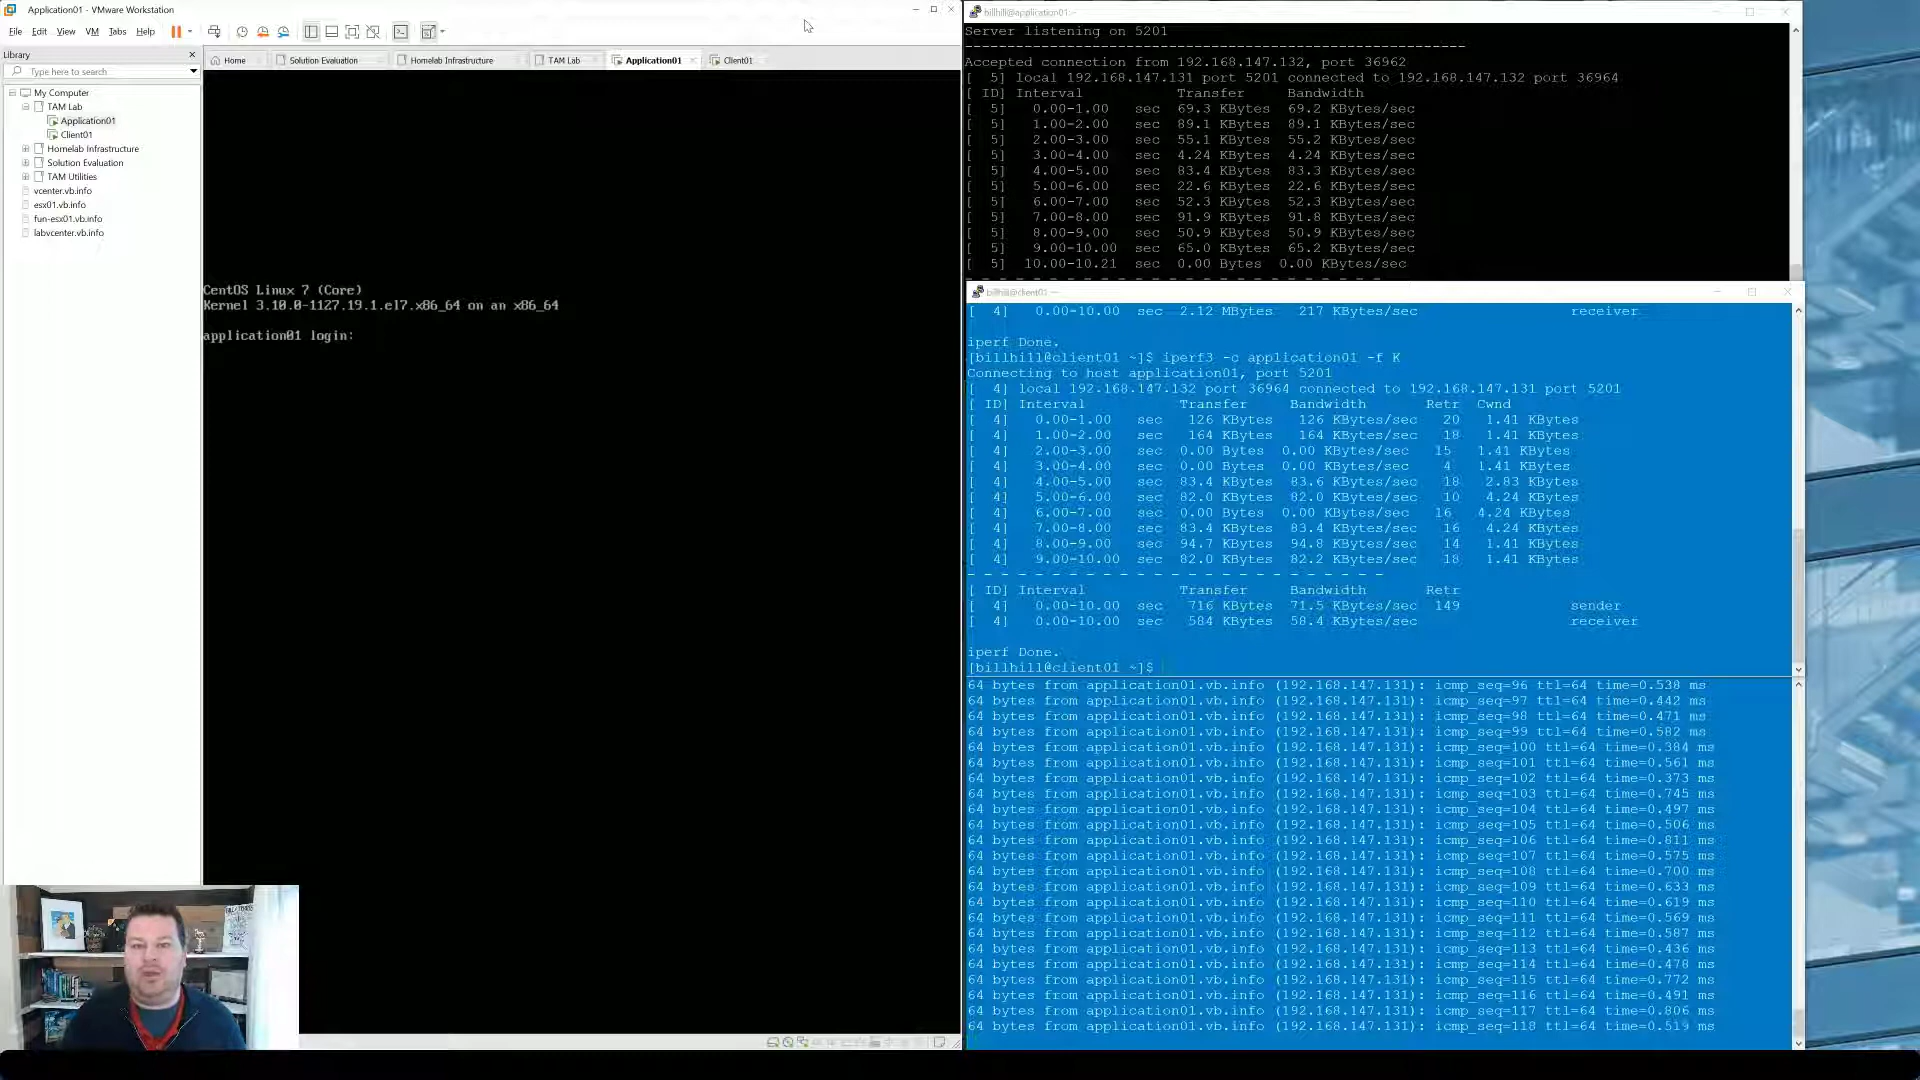 Application01 - VMware Workstation
File Edit View VM Tabs Help
Library
Type here to search
My Computer
TAM Lab
Application01
Client01
Homelab Infrastructure
Solution Evaluation
TAM Utilities
vcenter.vb.info
esx01.vb.info
fun-esx01.vb.info
labvcenter.vb.info
Home Solution Evaluation Homelab Infrastructure TAM Lab Application01 Client01
CentOS Linux 7 (Core)
Kernel 3.10.0-1127.19.1.el7.x86_64 on an x86_64
application01 login:
billhill@application01:~
Server listening on 5201
-----------------------------------------------------------
Accepted connection from 192.168.147.132, port 36962
[  5] local 192.168.147.131 port 5201 connected to 192.168.147.132 port 36964
[ ID] Interval Transfer Bandwidth
[  5] 0.00-1.00 sec 69.3 KBytes 69.2 KBytes/sec
[  5] 1.00-2.00 sec 89.1 KBytes 89.1 KBytes/sec
[  5] 2.00-3.00 sec 55.1 KBytes 55.2 KBytes/sec
[  5] 3.00-4.00 sec 4.24 KBytes 4.24 KBytes/sec
[  5] 4.00-5.00 sec 83.4 KBytes 83.3 KBytes/sec
[  5] 5.00-6.00 sec 22.6 KBytes 22.6 KBytes/sec
[  5] 6.00-7.00 sec 52.3 KBytes 52.3 KBytes/sec
[  5] 7.00-8.00 sec 91.9 KBytes 91.8 KBytes/sec
[  5] 8.00-9.00 sec 50.9 KBytes 50.9 KBytes/sec
[  5] 9.00-10.00 sec 65.0 KBytes 65.2 KBytes/sec
[  5] 10.00-10.21 sec 0.00 Bytes 0.00 KBytes/sec
- - - - - - - - - - - - - - - - - - - - - - - - -
billhill@client01:~
[  4] 0.00-10.00 sec 2.12 MBytes 217 KBytes/sec receiver
iperf Done.
[billhill@client01 ~]$ iperf3 -c application01 -f K
Connecting to host application01, port 5201
[  4] local 192.168.147.132 port 36964 connected to 192.168.147.131 port 5201
[ ID] Interval Transfer Bandwidth Retr Cwnd
[  4] 0.00-1.00 sec 126 KBytes 126 KBytes/sec 20 1.41 KBytes
[  4] 1.00-2.00 sec 164 KBytes 164 KBytes/sec 18 1.41 KBytes
[  4] 2.00-3.00 sec 0.00 Bytes 0.00 KBytes/sec 15 1.41 KBytes
[  4] 3.00-4.00 sec 0.00 Bytes 0.00 KBytes/sec 4 1.41 KBytes
[  4] 4.00-5.00 sec 83.4 KBytes 83.6 KBytes/sec 18 2.83 KBytes
[  4] 5.00-6.00 sec 82.0 KBytes 82.0 KBytes/sec 10 4.24 KBytes
[  4] 6.00-7.00 sec 0.00 Bytes 0.00 KBytes/sec 16 4.24 KBytes
[  4] 7.00-8.00 sec 83.4 KBytes 83.4 KBytes/sec 16 4.24 KBytes
[  4] 8.00-9.00 sec 94.7 KBytes 94.8 KBytes/sec 14 1.41 KBytes
[  4] 9.00-10.00 sec 82.0 KBytes 82.2 KBytes/sec 18 1.41 KBytes
- - - - - - - - - - - - - - - - - - - - - - - - -
[ ID] Interval Transfer Bandwidth Retr
[  4] 0.00-10.00 sec 716 KBytes 71.5 KBytes/sec 149 sender
[  4] 0.00-10.00 sec 584 KBytes 58.4 KBytes/sec receiver
iperf Done.
[billhill@client01 ~]$
64 bytes from application01.vb.info (192.168.147.131): icmp_seq=96 ttl=64 time=0.538 ms
64 bytes from application01.vb.info (192.168.147.131): icmp_seq=97 ttl=64 time=0.442 ms
64 bytes from application01.vb.info (192.168.147.131): icmp_seq=98 ttl=64 time=0.471 ms
64 bytes from application01.vb.info (192.168.147.131): icmp_seq=99 ttl=64 time=0.582 ms
64 bytes from application01.vb.info (192.168.147.131): icmp_seq=100 ttl=64 time=0.384 ms
64 bytes from application01.vb.info (192.168.147.131): icmp_seq=101 ttl=64 time=0.561 ms
64 bytes from application01.vb.info (192.168.147.131): icmp_seq=102 ttl=64 time=0.373 ms
64 bytes from application01.vb.info (192.168.147.131): icmp_seq=103 ttl=64 time=0.745 ms
64 bytes from application01.vb.info (192.168.147.131): icmp_seq=104 ttl=64 time=0.497 ms
64 bytes from application01.vb.info (192.168.147.131): icmp_seq=105 ttl=64 time=0.506 ms
64 bytes from application01.vb.info (192.168.147.131): icmp_seq=106 ttl=64 time=0.811 ms
64 bytes from application01.vb.info (192.168.147.131): icmp_seq=107 ttl=64 time=0.575 ms
64 bytes from application01.vb.info (192.168.147.131): icmp_seq=108 ttl=64 time=0.700 ms
64 bytes from application01.vb.info (192.168.147.131): icmp_seq=109 ttl=64 time=0.633 ms
64 bytes from application01.vb.info (192.168.147.131): icmp_seq=110 ttl=64 time=0.619 ms
64 bytes from application01.vb.info (192.168.147.131): icmp_seq=111 ttl=64 time=0.569 ms
64 bytes from application01.vb.info (192.168.147.131): icmp_seq=112 ttl=64 time=0.587 ms
64 bytes from application01.vb.info (192.168.147.131): icmp_seq=113 ttl=64 time=0.436 ms
64 bytes from application01.vb.info (192.168.147.131): icmp_seq=114 ttl=64 time=0.478 ms
64 bytes from application01.vb.info (192.168.147.131): icmp_seq=115 ttl=64 time=0.772 ms
64 bytes from application01.vb.info (192.168.147.131): icmp_seq=116 ttl=64 time=0.491 ms
64 bytes from application01.vb.info (192.168.147.131): icmp_seq=117 ttl=64 time=0.806 ms
64 bytes from application01.vb.info (192.168.147.131): icmp_seq=118 ttl=64 time=0.519 ms